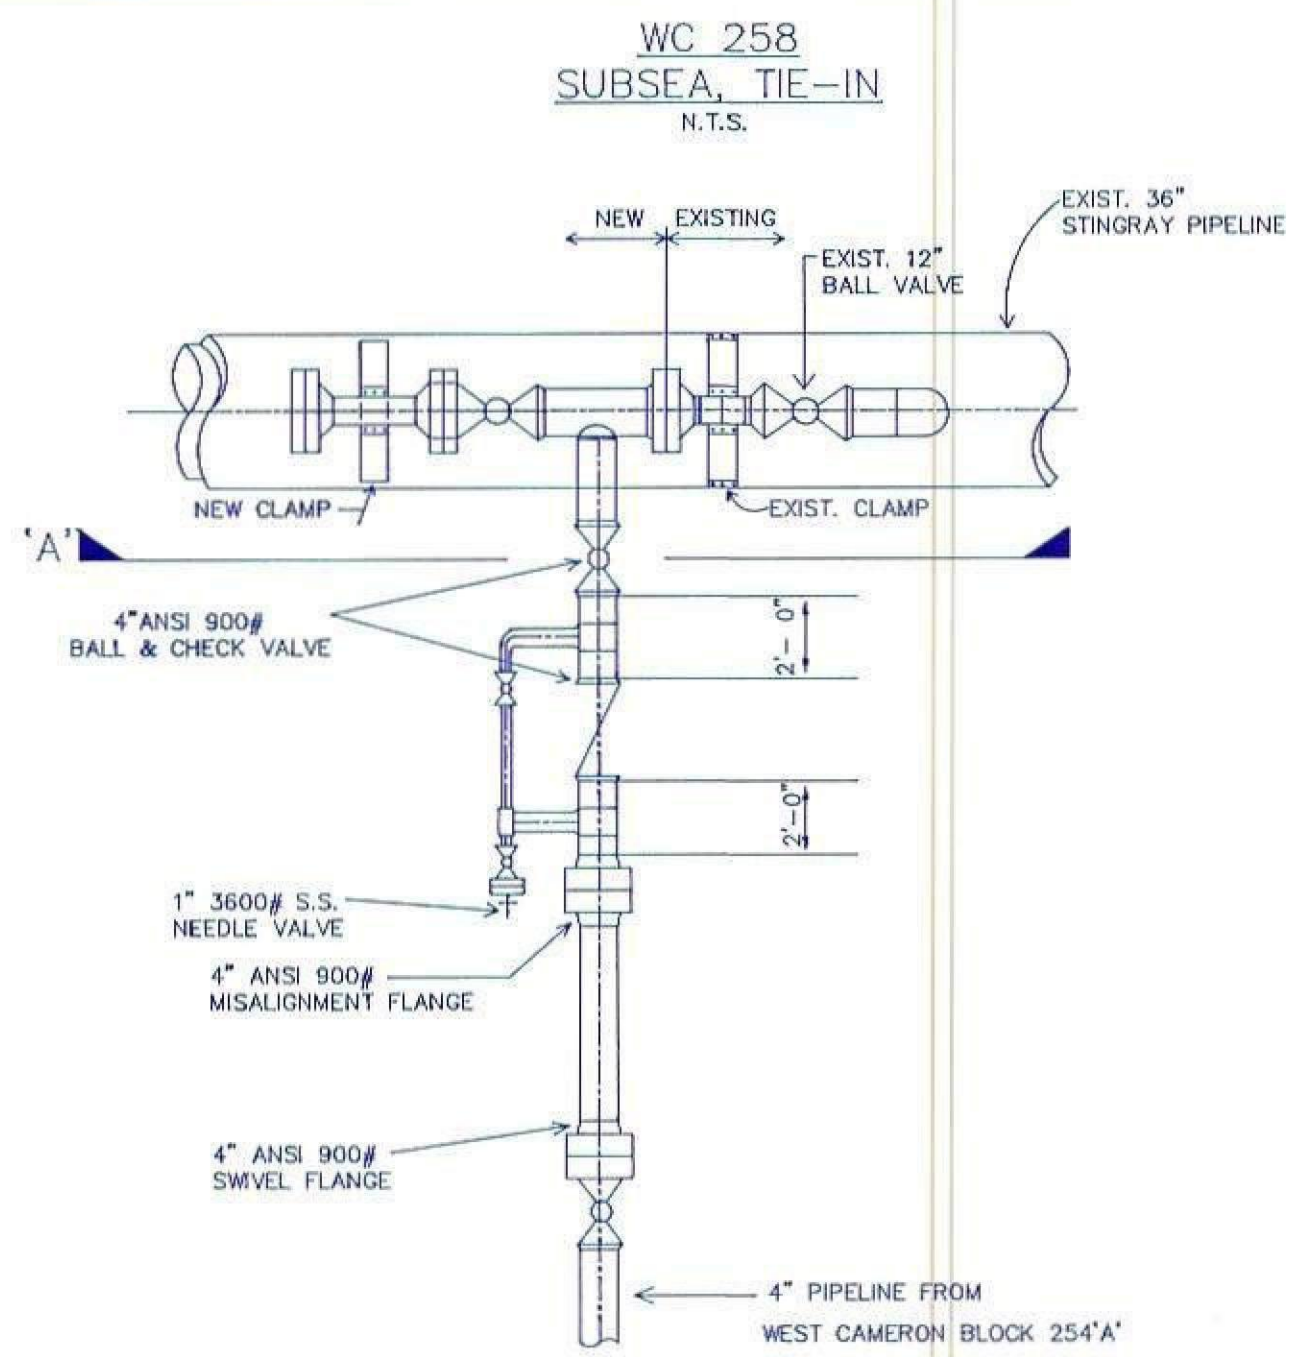 WC 258
SUBSEA, TIE-IN
N.T.S.
NEW
EXISTING
EXIST. 36"
STINGRAY PIPELINE
EXIST. 12"
BALL VALVE
NEW CLAMP
EXIST. CLAMP
'A'
4"ANSI 900#
BALL & CHECK VALVE
2'- 0"
2'-0"
1" 3600# S.S.
NEEDLE VALVE
4" ANSI 900#
MISALIGNMENT FLANGE
4" ANSI 900#
SWIVEL FLANGE
4" PIPELINE FROM
WEST CAMERON BLOCK 254'A'